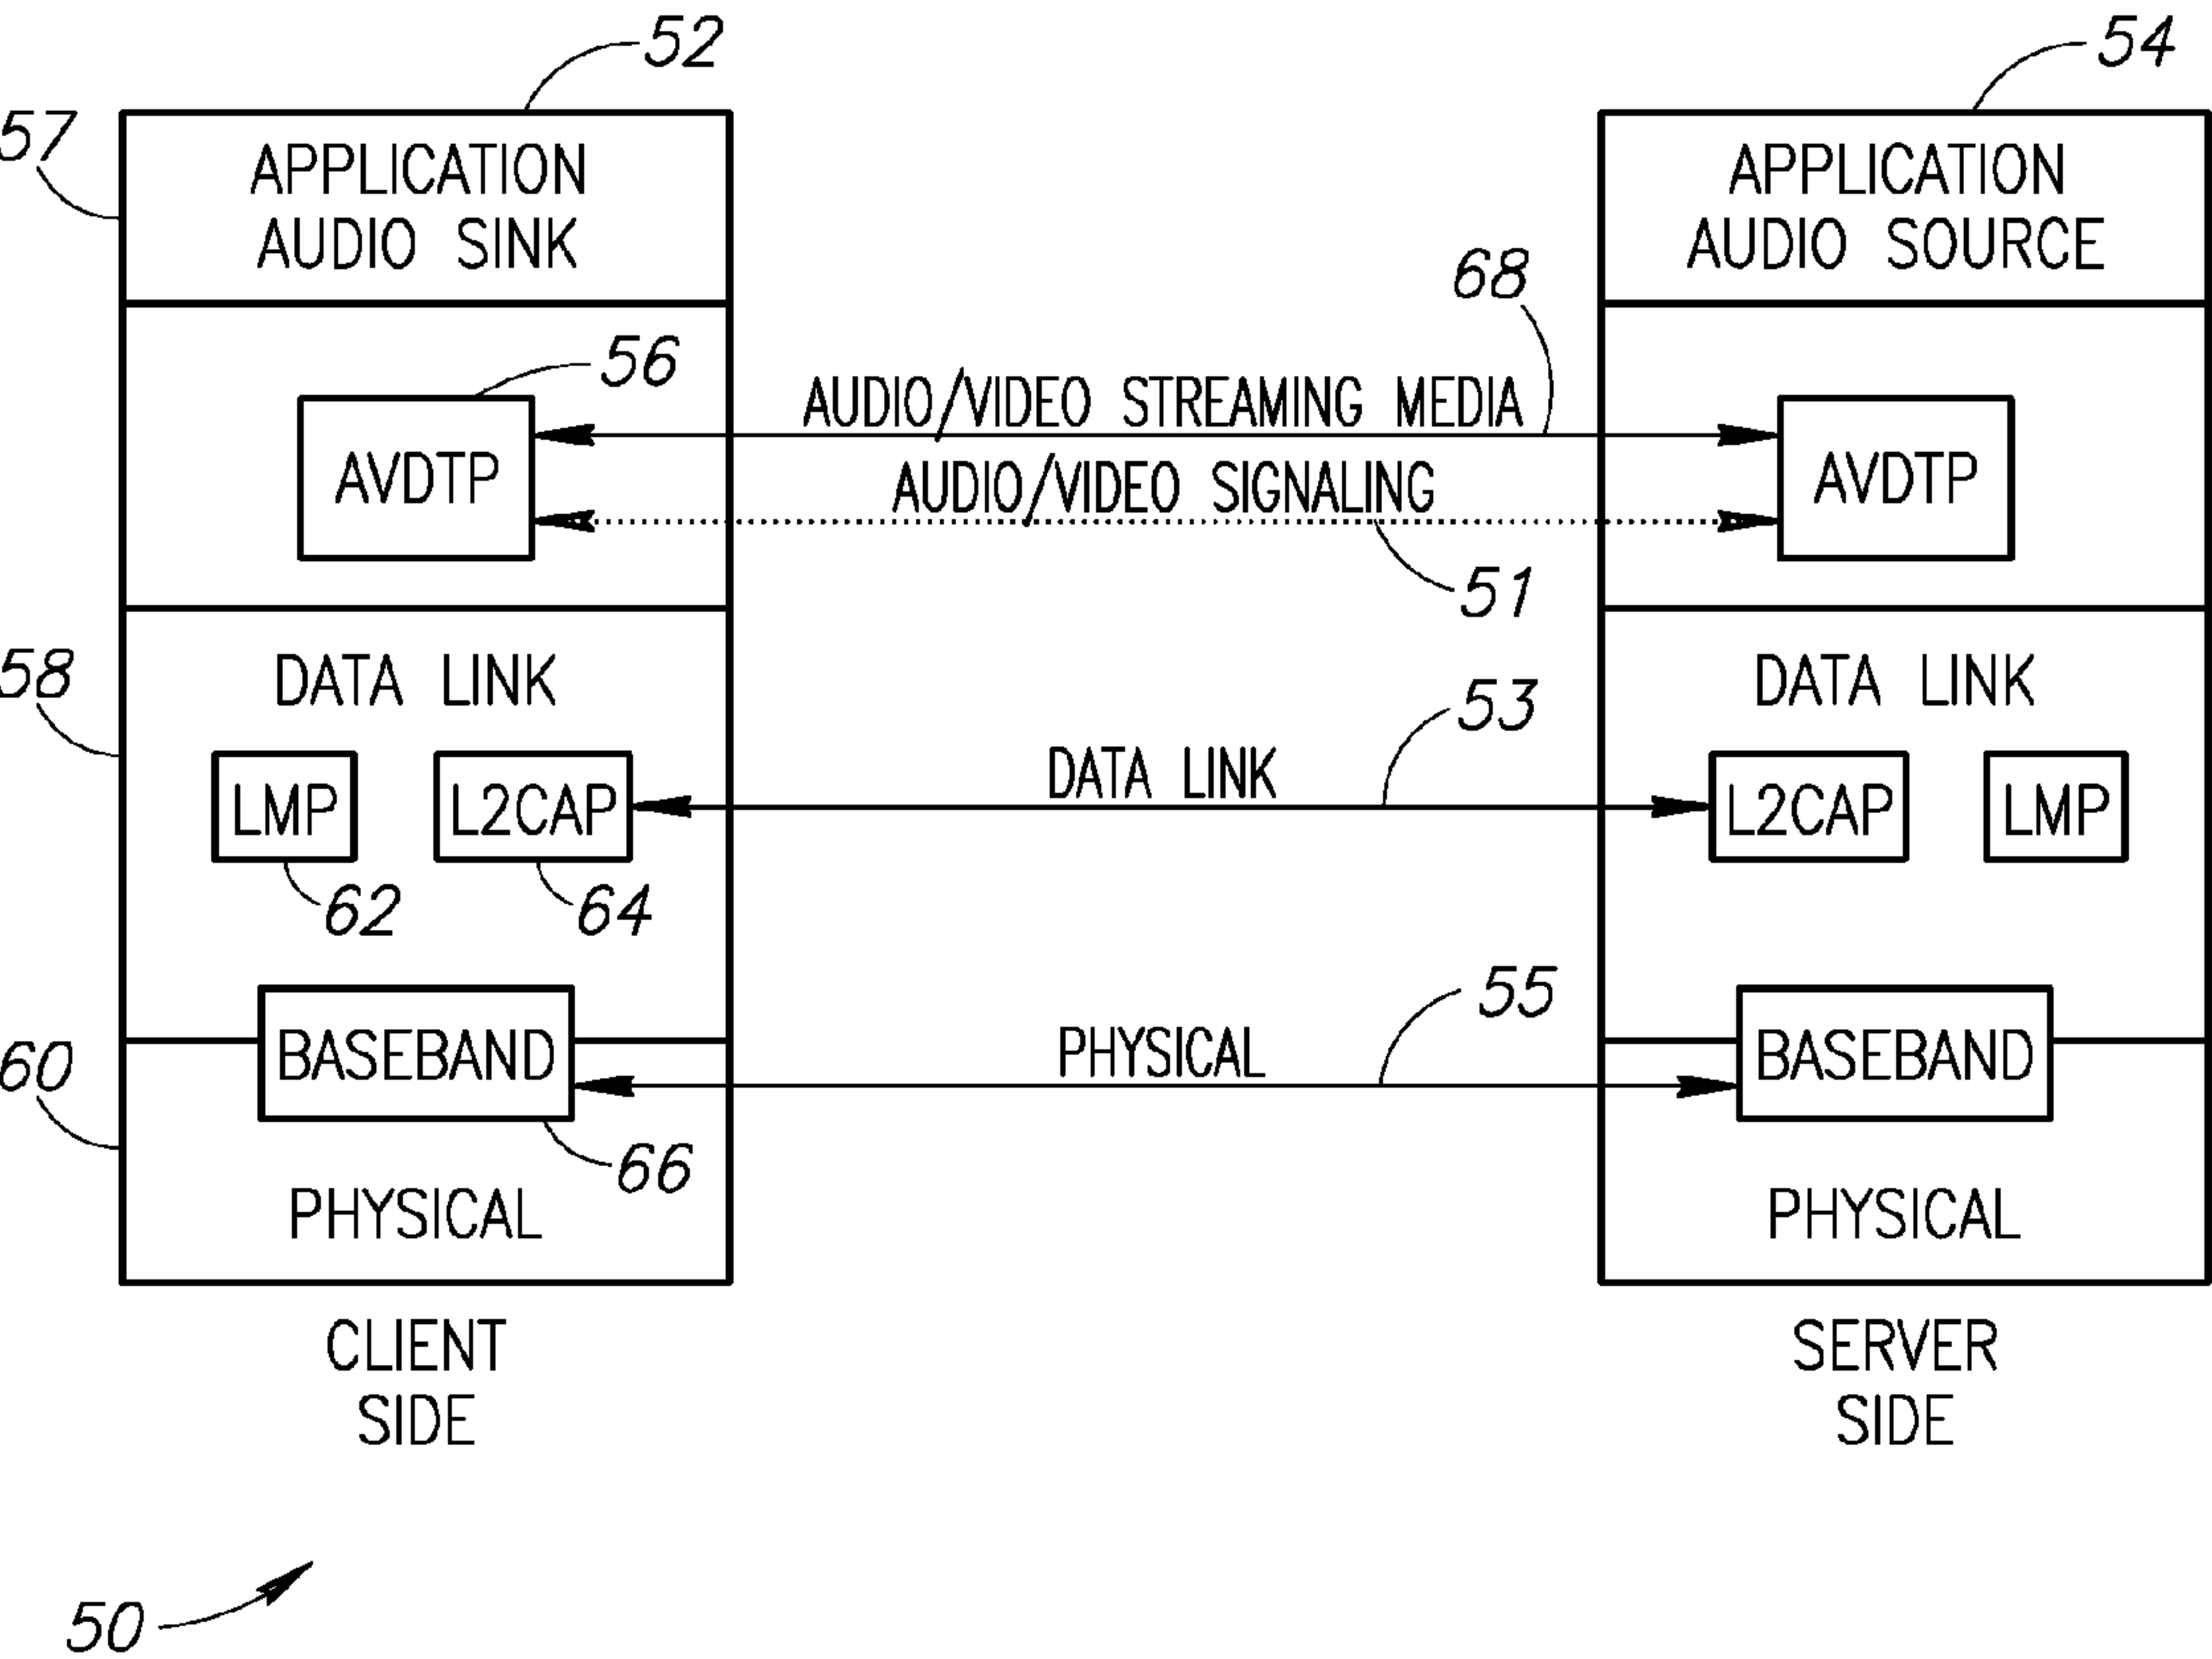 52
54
57
APPLICATION
AUDIO SINK
APPLICATION
AUDIO SOURCE
68
56
AUDIO/VIDEO STREAMING MEDIA
AVDTP
AUDIO/VIDEO SIGNALING
AVDTP
51
58
DATA LINK
53
DATA LINK
LMP
L2CAP
DATA LINK
L2CAP
LMP
62
64
55
60
BASEBAND
PHYSICAL
BASEBAND
66
PHYSICAL
PHYSICAL
CLIENT
SIDE
SERVER
SIDE
50